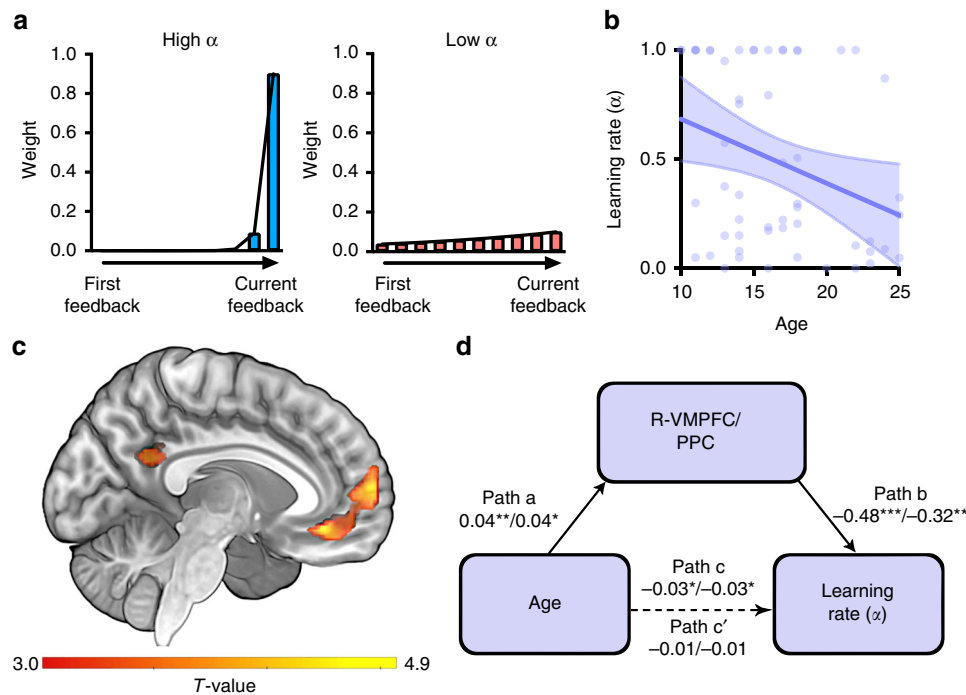 a
High α
Low α
Weight
1.0
0.8
0.6
0.4
0.2
0.0
First
feedback
Current
feedback
Weight
1.0
0.8
0.6
0.4
0.2
0.0
First
feedback
Current
feedback
b
Learning rate (α)
1.0
0.5
0.0
10
15
20
25
Age
c
3.0
4.9
T-value
d
R-VMPFC/
PPC
Path a
0.04**/0.04*
Path b
–0.48***/–0.32**
Age
Path c
–0.03*/–0.03*
Path c′
–0.01/–0.01
Learning
rate (α)